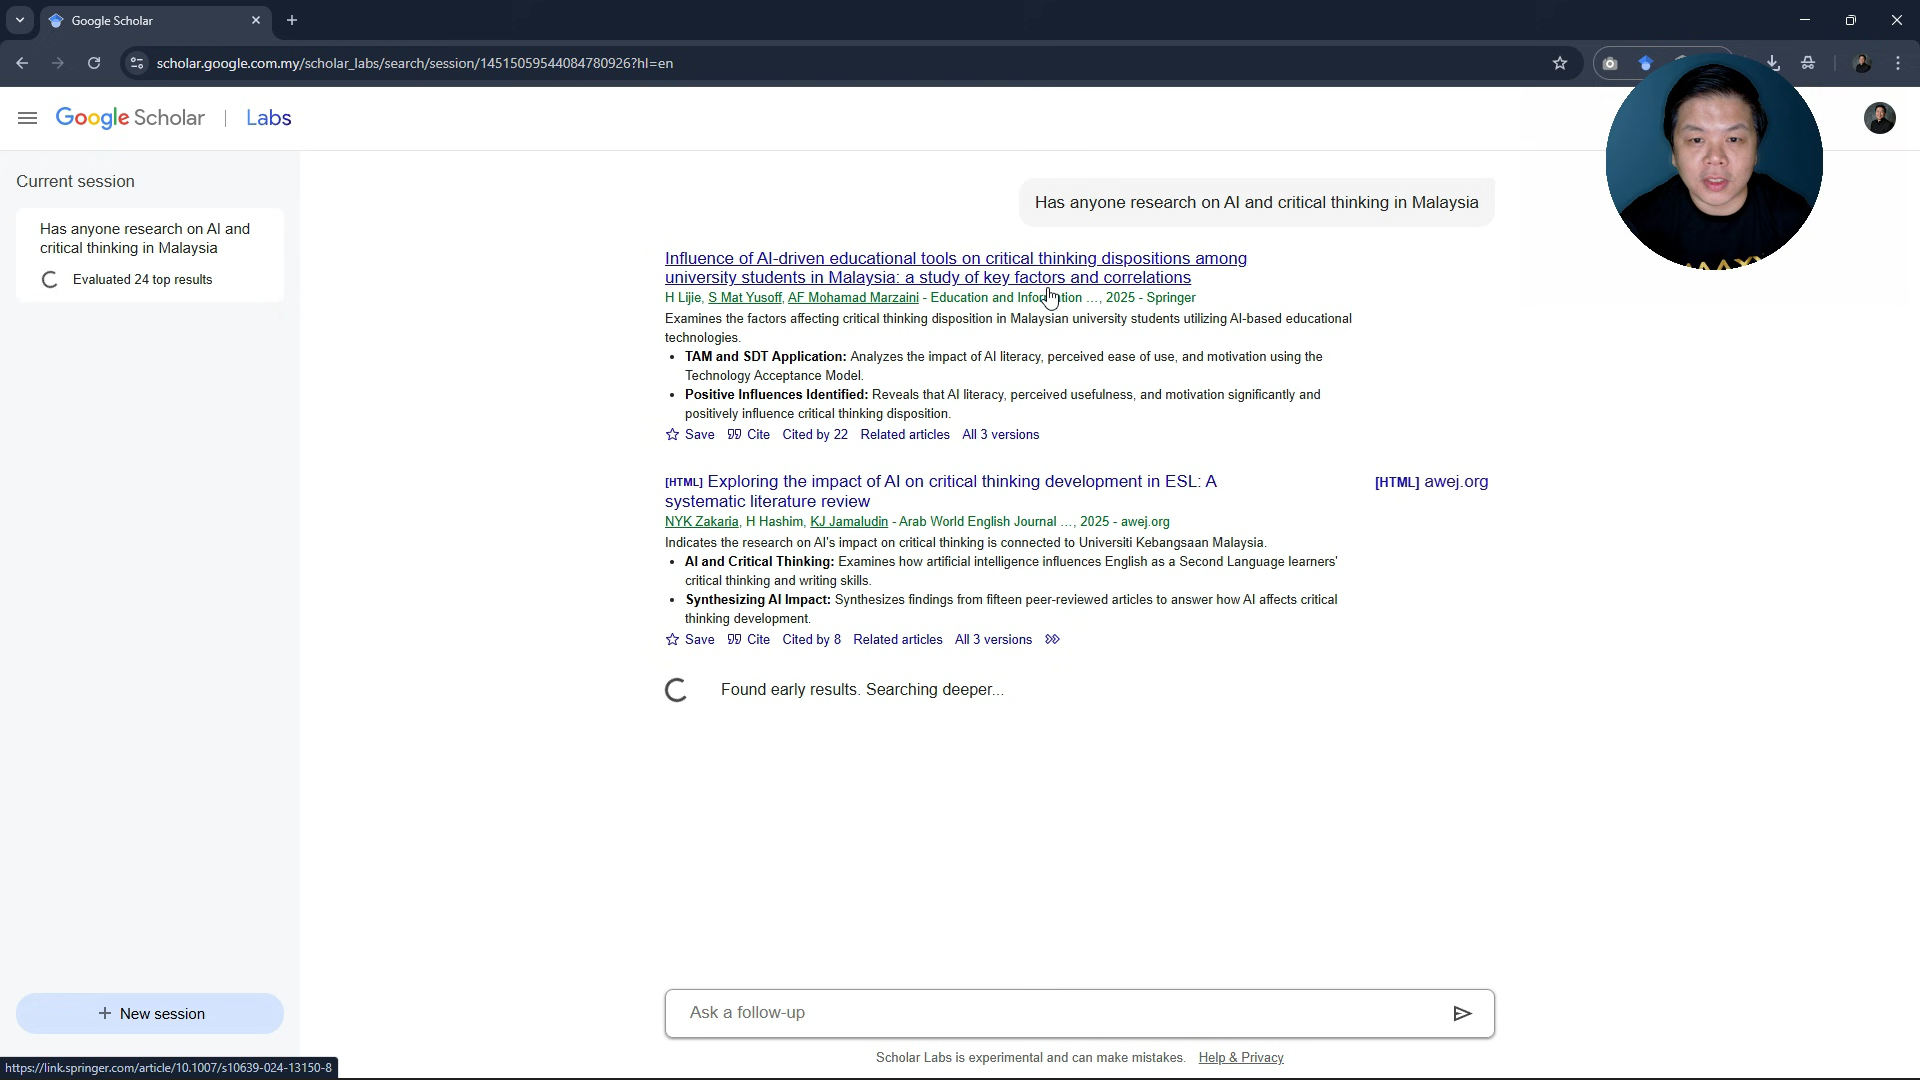 Google Scholar
scholar.google.com.my/scholar_labs/search/session/14515059544084780926?hl=en
Google Scholar | Labs
Current session
Has anyone research on AI and
critical thinking in Malaysia
Evaluated 24 top results
Has anyone research on AI and critical thinking in Malaysia
Influence of AI-driven educational tools on critical thinking dispositions among
university students in Malaysia: a study of key factors and correlations
H Lijie, S Mat Yusoff, AF Mohamad Marzaini - Education and Information …, 2025 - Springer
Examines the factors affecting critical thinking disposition in Malaysian university students utilizing AI-based educational
technologies.
• TAM and SDT Application: Analyzes the impact of AI literacy, perceived ease of use, and motivation using the
Technology Acceptance Model.
• Positive Influences Identified: Reveals that AI literacy, perceived usefulness, and motivation significantly and
positively influence critical thinking disposition.
Save Cite Cited by 22 Related articles All 3 versions
[HTML] Exploring the impact of AI on critical thinking development in ESL: A
systematic literature review
[HTML] awej.org
NYK Zakaria, H Hashim, KJ Jamaludin - Arab World English Journal …, 2025 - awej.org
Indicates the research on AI's impact on critical thinking is connected to Universiti Kebangsaan Malaysia.
• AI and Critical Thinking: Examines how artificial intelligence influences English as a Second Language learners'
critical thinking and writing skills.
• Synthesizing AI Impact: Synthesizes findings from fifteen peer-reviewed articles to answer how AI affects critical
thinking development.
Save Cite Cited by 8 Related articles All 3 versions
Found early results. Searching deeper...
+ New session
Ask a follow-up
Scholar Labs is experimental and can make mistakes. Help & Privacy
https://link.springer.com/article/10.1007/s10639-024-13150-8